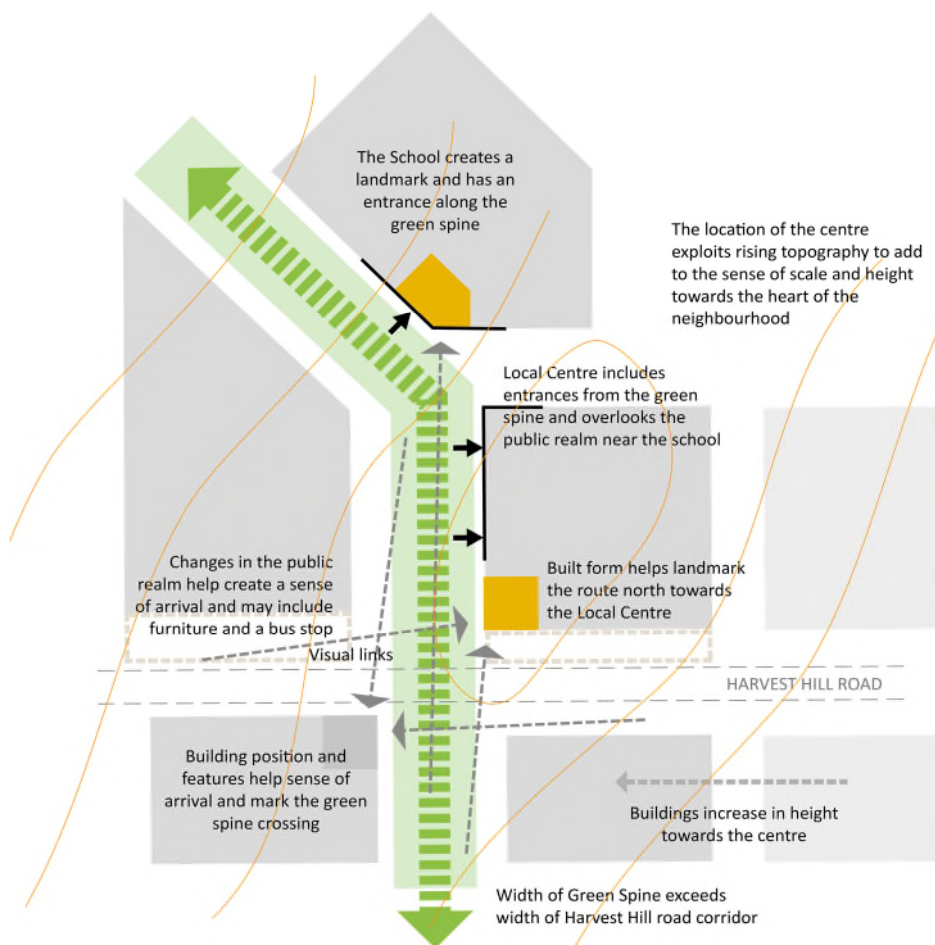 The School creates a
landmark and has an
entrance along the
green spine
The location of the centre
exploits rising topography to add
to the sense of scale and height
towards the heart of the
neighbourhood
Local Centre includes
entrances from the green
spine and overlooks the
public realm near the school
Changes in the public
realm help create a sense
of arrival and may include
furniture and a bus stop
Built form helps landmark
the route north towards
the Local Centre
Visual links
HARVEST HILL ROAD
Building position and
features help sense of
arrival and mark the green
spine crossing
Buildings increase in height
towards the centre
Width of Green Spine exceeds
width of Harvest Hill road corridor